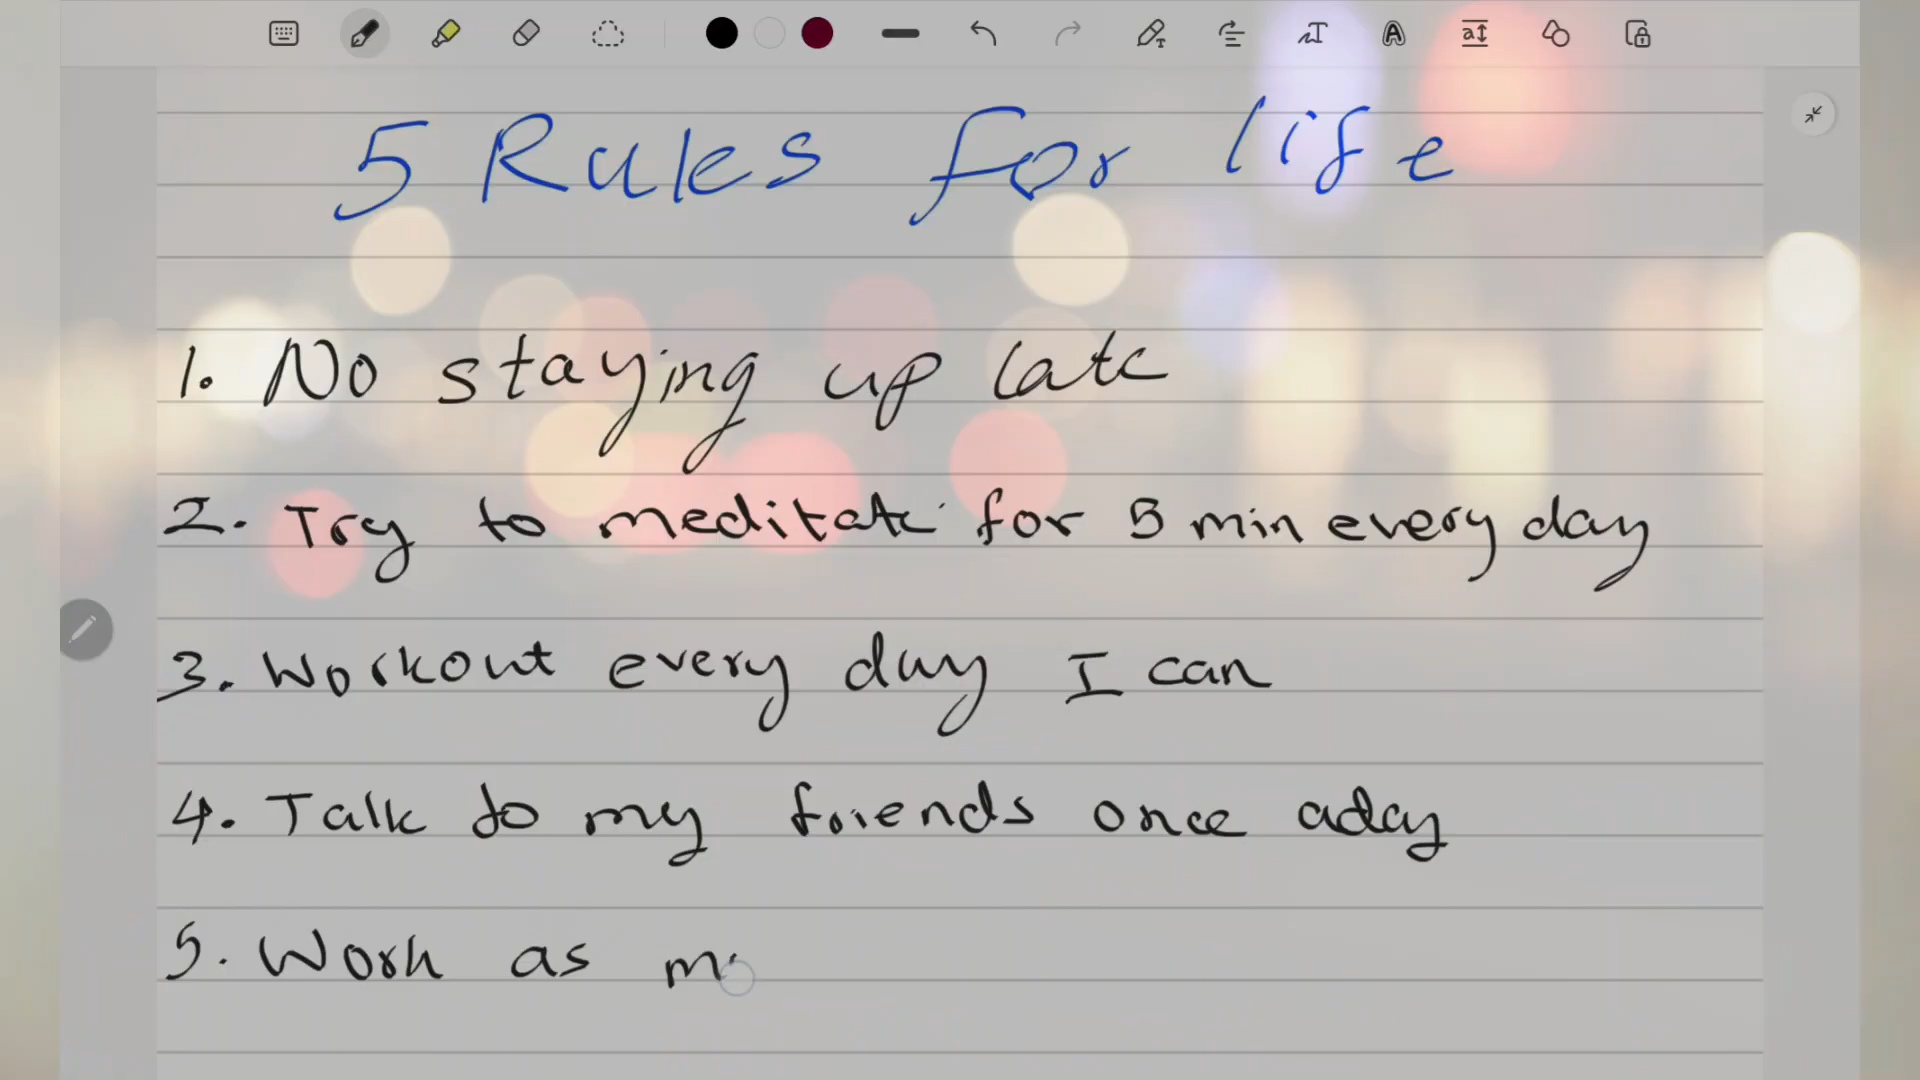 5 Rules for life
1. No staying up late
2. Try to meditate for 5 min every day
3. Workout every day I can
4. Talk to my friends once aday
5. Work as